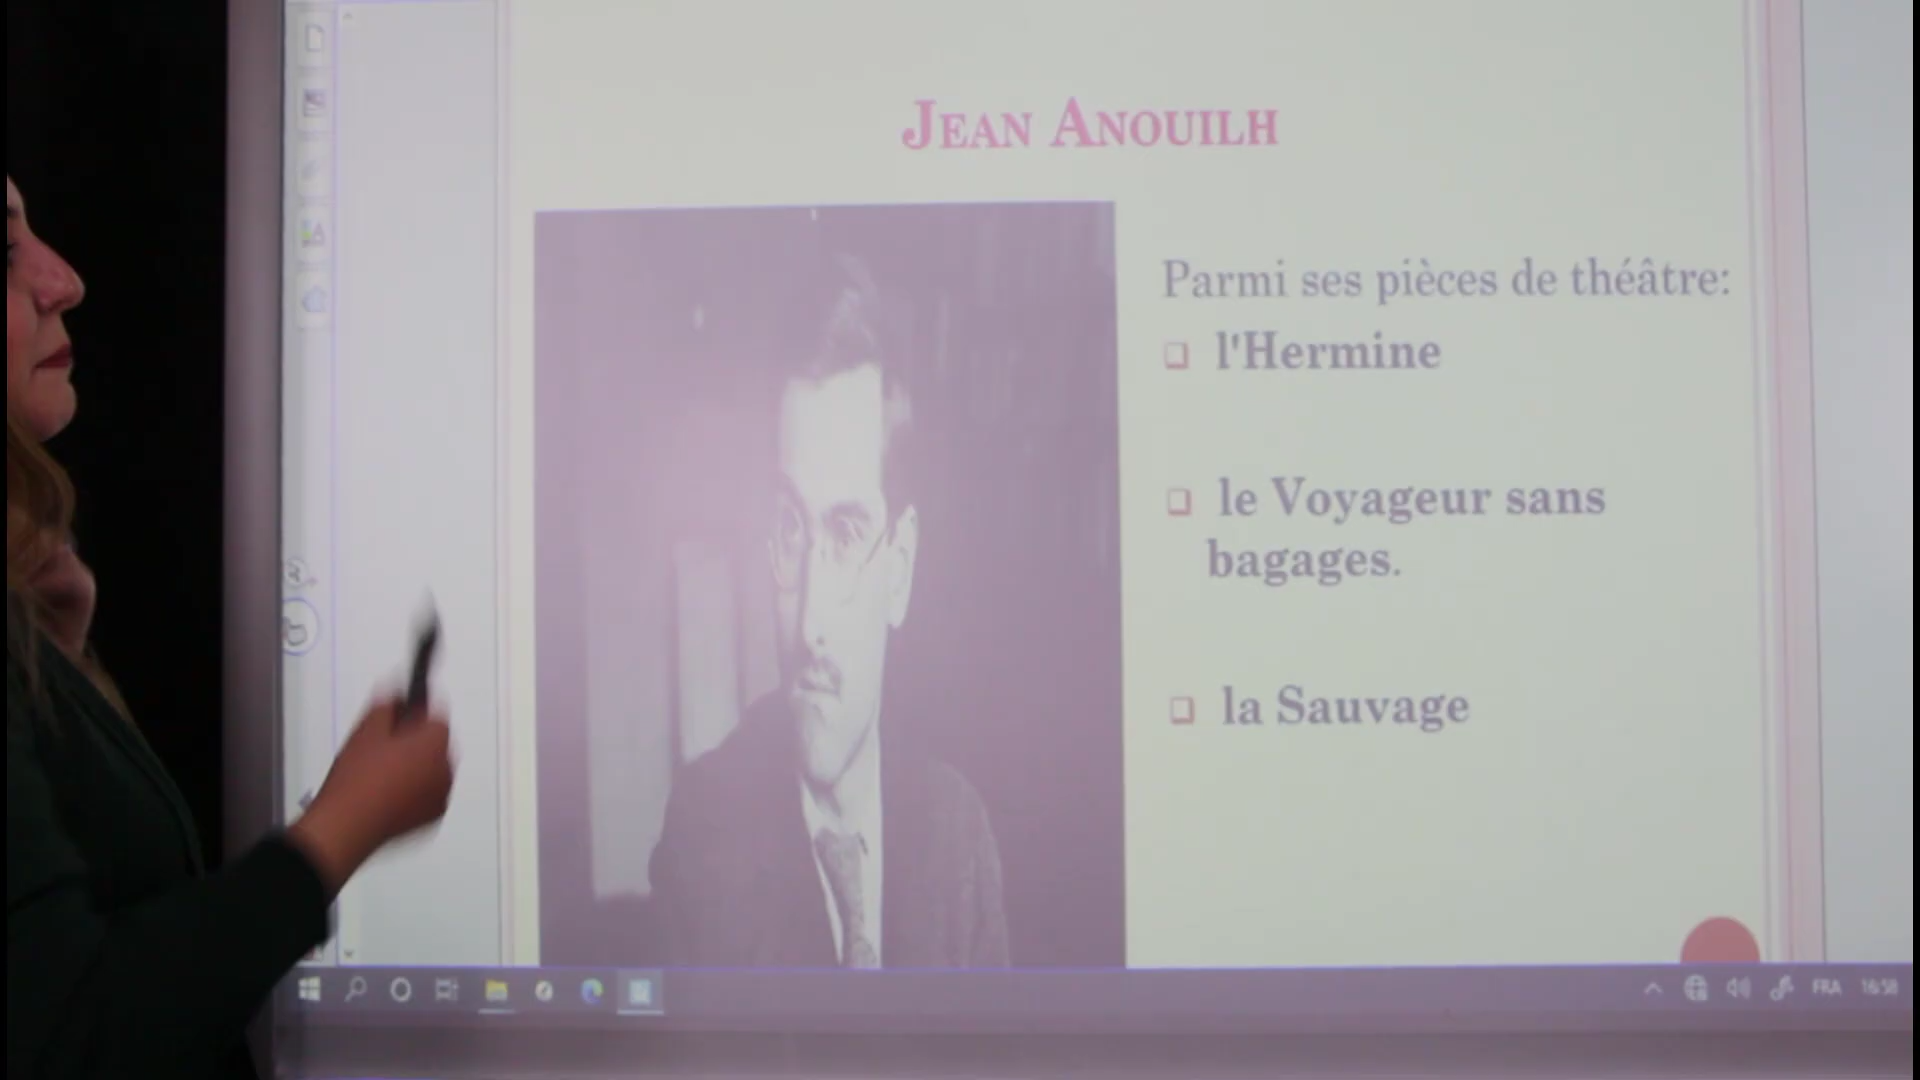 JEAN ANOUILH
Parmi ses pièces de théâtre:
❑ l'Hermine
❑ le Voyageur sans
bagages.
❑ la Sauvage
FRA 16:58